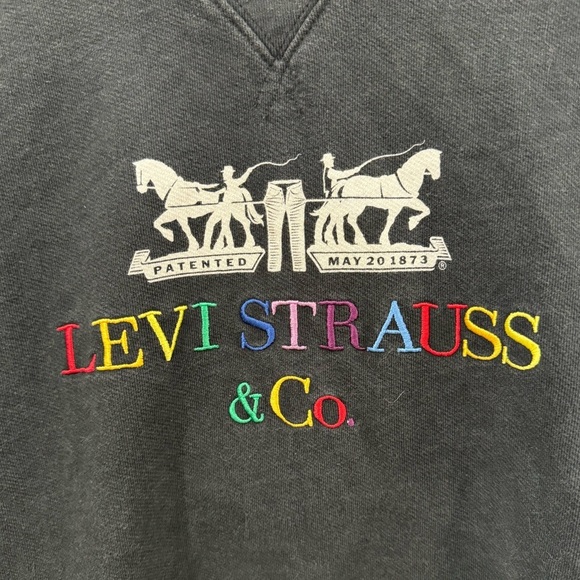 PATENTED MAY 20 1873 ®
LEVI STRAUSS
& Co.